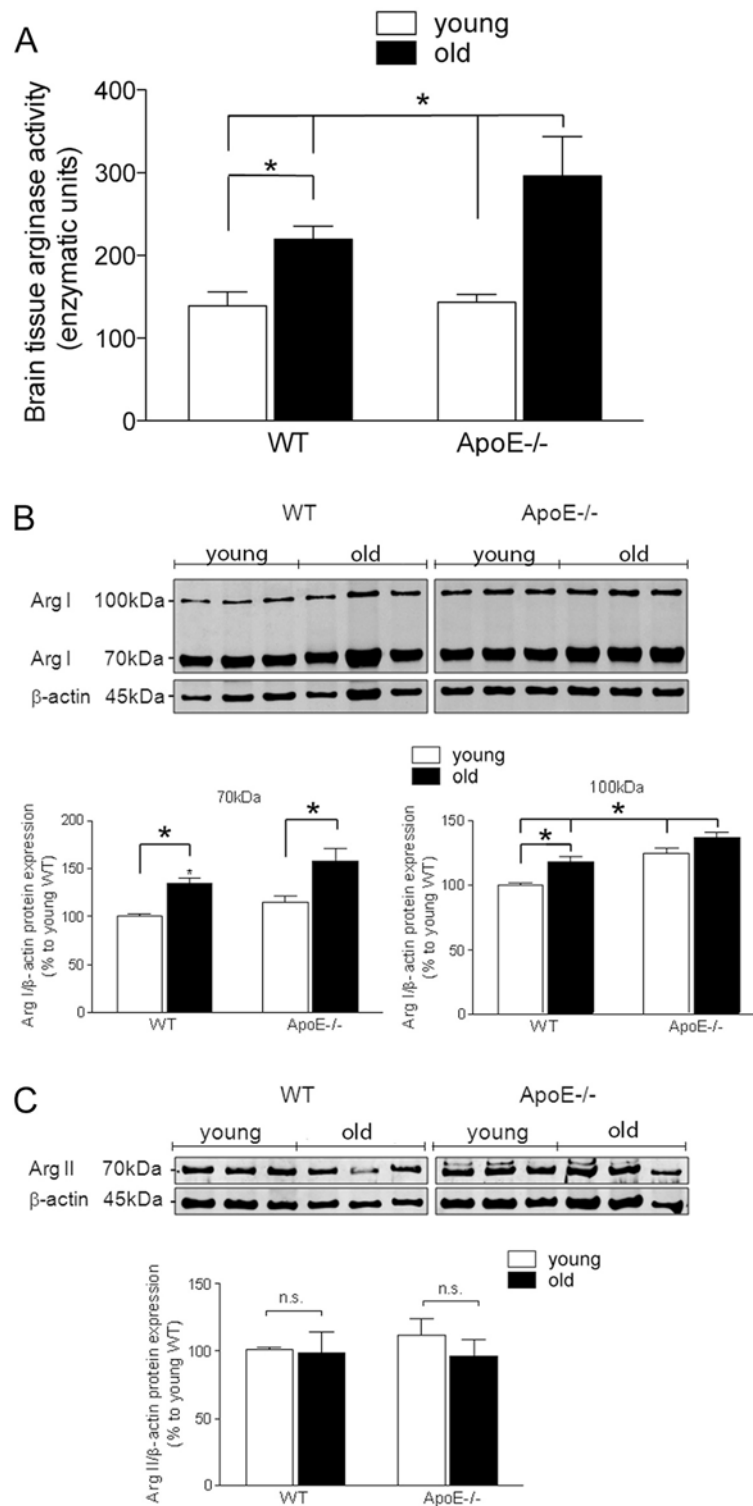 A
young
old
*
*
400
300
200
100
0
Brain tissue arginase activity
(enzymatic units)
WT ApoE-/-
B
WT ApoE-/-
young old young old
Arg I 100kDa
Arg I 70kDa
β-actin 45kDa
young
old
70kDa
*
*
*
200
150
100
50
0
Arg I/β- actin protein expression
(% to young WT)
WT ApoE-/-
100kDa
*
*
150
100
50
0
Arg I/β-actin protein expression
(% to young WT)
WT ApoE-/-
C
WT ApoE-/-
young old young old
Arg II 70kDa
β-actin 45kDa
young
old
n.s. n.s.
150
100
50
0
Arg II/β-actin protein expression
(% to young WT)
WT ApoE-/-